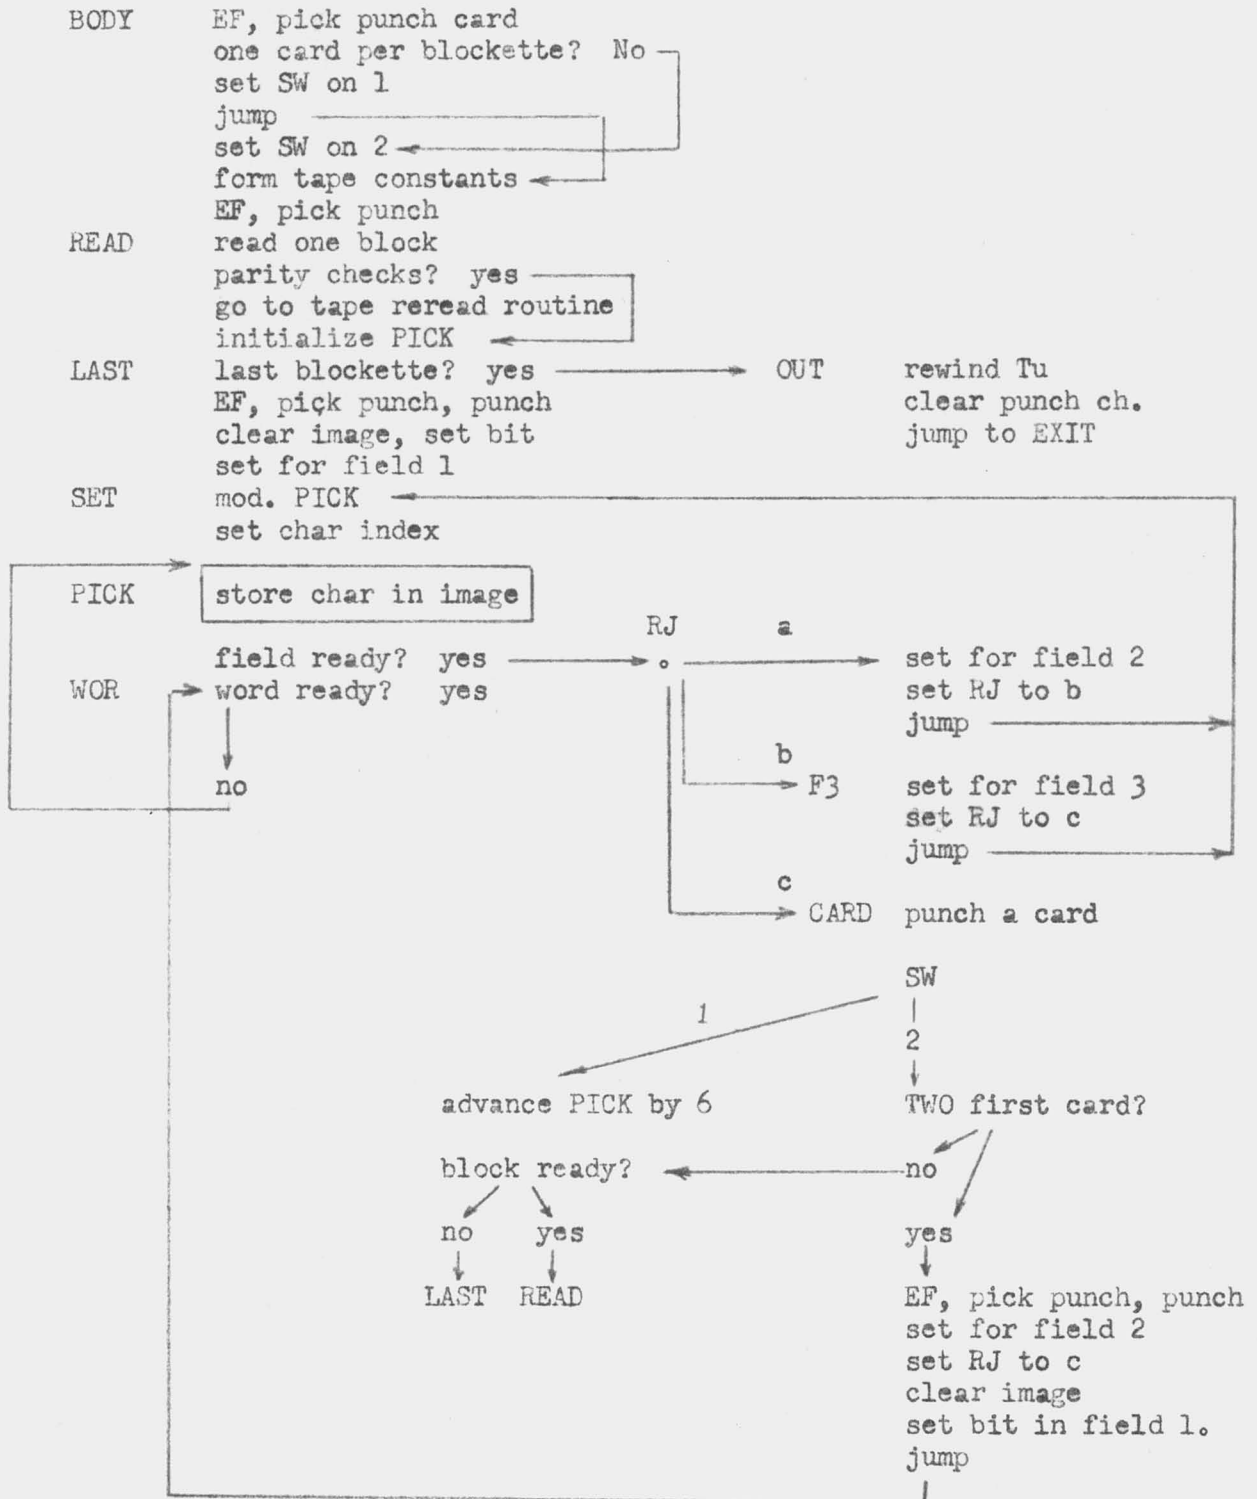 BODY EF, pick punch card
one card per blockette? No
set SW on 1
jump
set SW on 2
form tape constants
EF, pick punch
READ read one block
parity checks? yes
go to tape reread routine
initialize PICK
LAST last blockette? yes OUT rewind Tu
EF, pick punch, punch clear punch ch.
clear image, set bit jump to EXIT
set for field 1
SET mod. PICK
set char index
PICK store char in image
RJ a
field ready? yes set for field 2
WOR word ready? yes set RJ to b
jump
b
no F3 set for field 3
set RJ to c
jump
c
CARD punch a card
SW
1
2
advance PICK by 6 TWO first card?
block ready? no
no yes yes
LAST READ EF, pick punch, punch
set for field 2
set RJ to c
clear image
set bit in field 1.
jump